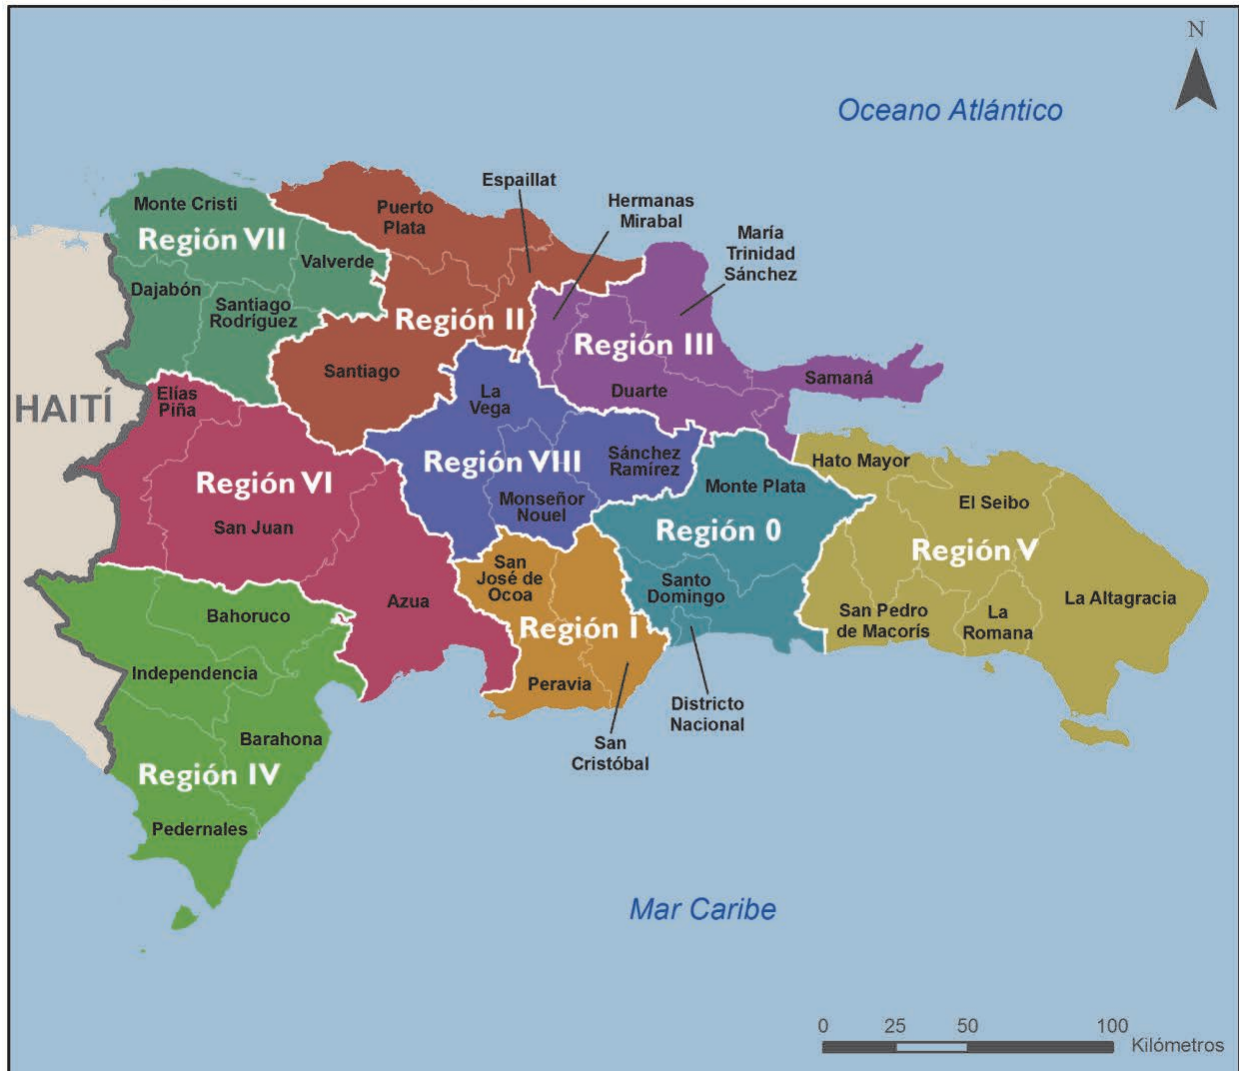 N
Oceano Atlántico
Espaillat
Hermanas
Mirabal
María
Trinidad
Sánchez
Monte Cristi
Puerto
Plata
Región VII
Valverde
Dajabón
Santiago
Rodríguez
Región II
Región III
Santiago
Duarte
Samaná
HAITÍ
Elías
Piña
La
Vega
Región VIII
Sánchez
Ramírez
Monseñor
Nouel
Hato Mayor
Región VI
San Juan
Monte Plata
Región 0
El Seibo
Región V
San
José de
Ocoa
Santo
Domingo
Azua
Bahoruco
Región I
San Pedro
de Macorís
La
Romana
La Altagracia
Independencia
Peravia
Districto
Nacional
San
Cristóbal
Barahona
Región IV
Pedernales
Mar Caribe
0 25 50 100
Kilómetros